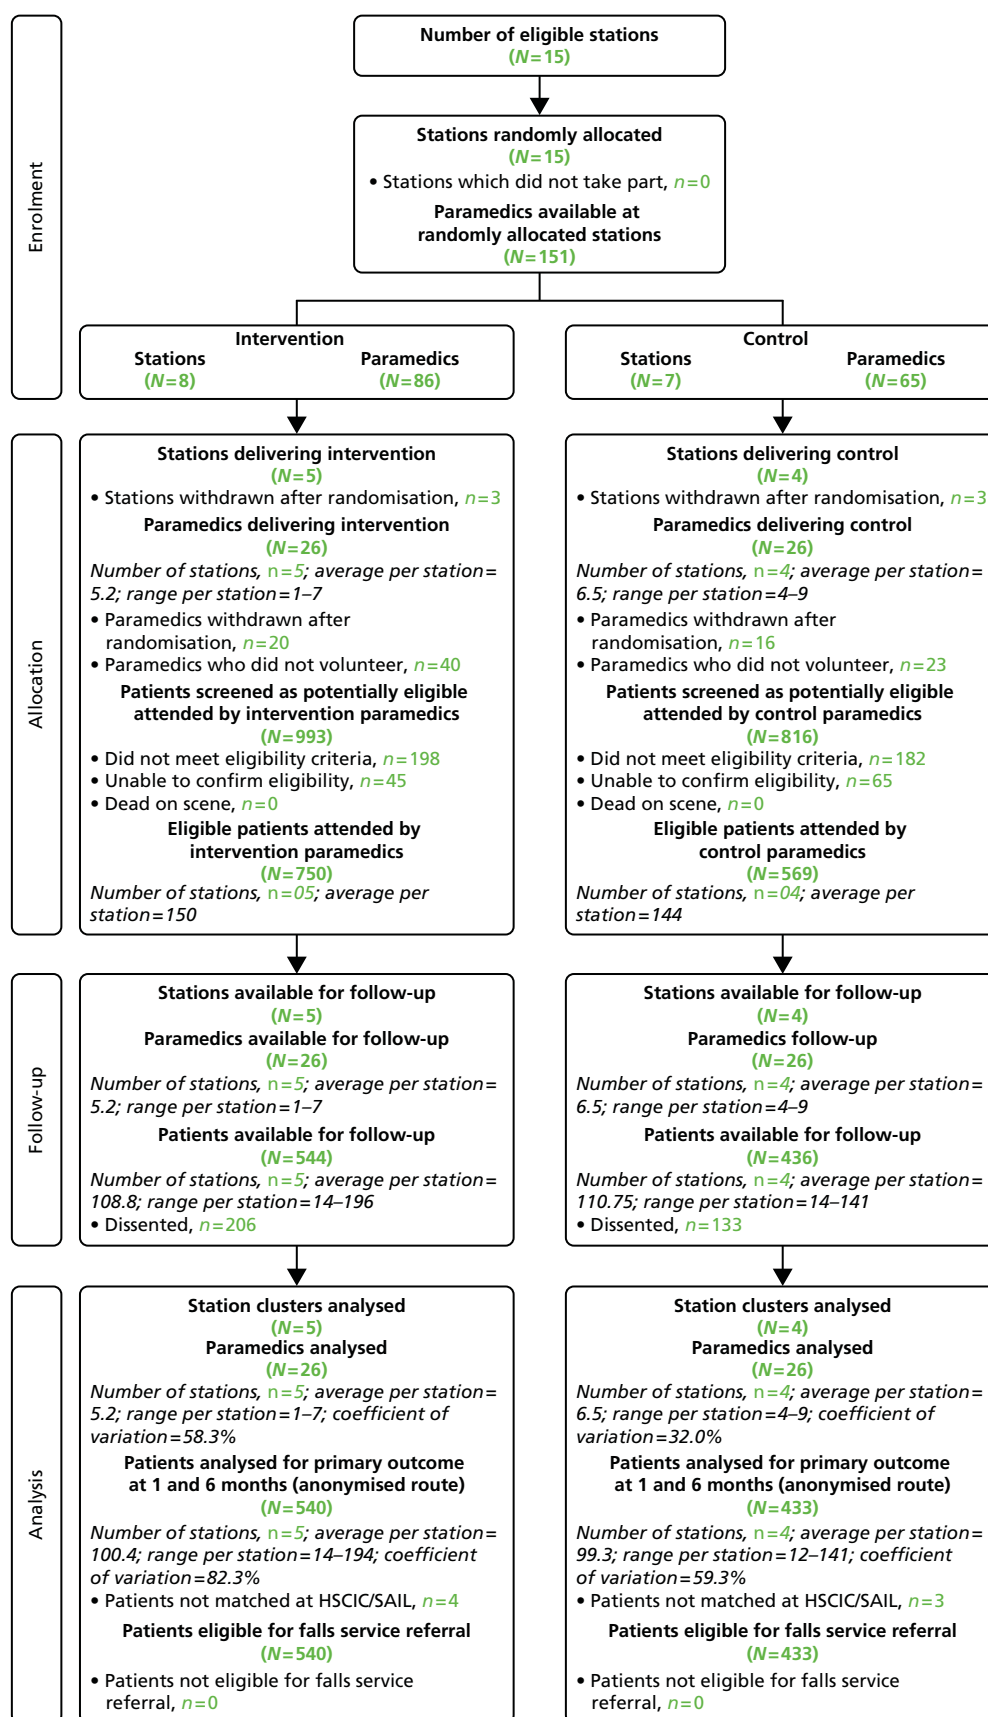 Enrolment
Number of eligible stations
(N=15)
Stations randomly allocated
(N=15)
• Stations which did not take part, n=0
Paramedics available at
randomly allocated stations
(N=151)
Intervention
Stations
Paramedics
(N=8)
(N=86)
Control
Stations
Paramedics
(N=7)
(N=65)
Allocation
Stations delivering intervention
(N=5)
• Stations withdrawn after randomisation, n=3
Paramedics delivering intervention
(N=26)
Number of stations, n=5; average per station=
5.2; range per station=1–7
• Paramedics withdrawn after
randomisation, n=20
• Paramedics who did not volunteer, n=40
Patients screened as potentially eligible
attended by intervention paramedics
(N=993)
• Did not meet eligibility criteria, n=198
• Unable to confirm eligibility, n=45
• Dead on scene, n=0
Eligible patients attended by
intervention paramedics
(N=750)
Number of stations, n=05; average per
station=150
Stations delivering control
(N=4)
• Stations withdrawn after randomisation, n=3
Paramedics delivering control
(N=26)
Number of stations, n=4; average per station=
6.5; range per station=4–9
• Paramedics withdrawn after
randomisation, n=16
• Paramedics who did not volunteer, n=23
Patients screened as potentially eligible
attended by control paramedics
(N=816)
• Did not meet eligibility criteria, n=182
• Unable to confirm eligibility, n=65
• Dead on scene, n=0
Eligible patients attended by
control paramedics
(N=569)
Number of stations, n=04; average per
station=144
Follow-up
Stations available for follow-up
(N=5)
Paramedics available for follow-up
(N=26)
Number of stations, n=5; average per station=
5.2; range per station=1–7
Patients available for follow-up
(N=544)
Number of stations, n=5; average per station=
108.8; range per station=14–196
• Dissented, n=206
Stations available for follow-up
(N=4)
Paramedics follow-up
(N=26)
Number of stations, n=4; average per station=
6.5; range per station=4–9
Patients available for follow-up
(N=436)
Number of stations, n=4; average per station=
110.75; range per station=14–141
• Dissented, n=133
Analysis
Station clusters analysed
(N=5)
Paramedics analysed
(N=26)
Number of stations, n=5; average per station=
5.2; range per station=1–7; coefficient of
variation=58.3%
Patients analysed for primary outcome
at 1 and 6 months (anonymised route)
(N=540)
Number of stations, n=5; average per station=
100.4; range per station=14–194; coefficient
of variation=82.3%
• Patients not matched at HSCIC/SAIL, n=4
Patients eligible for falls service referral
(N=540)
• Patients not eligible for falls service
referral, n=0
Station clusters analysed
(N=4)
Paramedics analysed
(N=26)
Number of stations, n=4; average per station=
6.5; range per station=4–9; coefficient of
variation=32.0%
Patients analysed for primary outcome
at 1 and 6 months (anonymised route)
(N=433)
Number of stations, n=4; average per station=
99.3; range per station=12–141; coefficient
of variation=59.3%
• Patients not matched at HSCIC/SAIL, n=3
Patients eligible for falls service referral
(N=433)
• Patients not eligible for falls service
referral, n=0